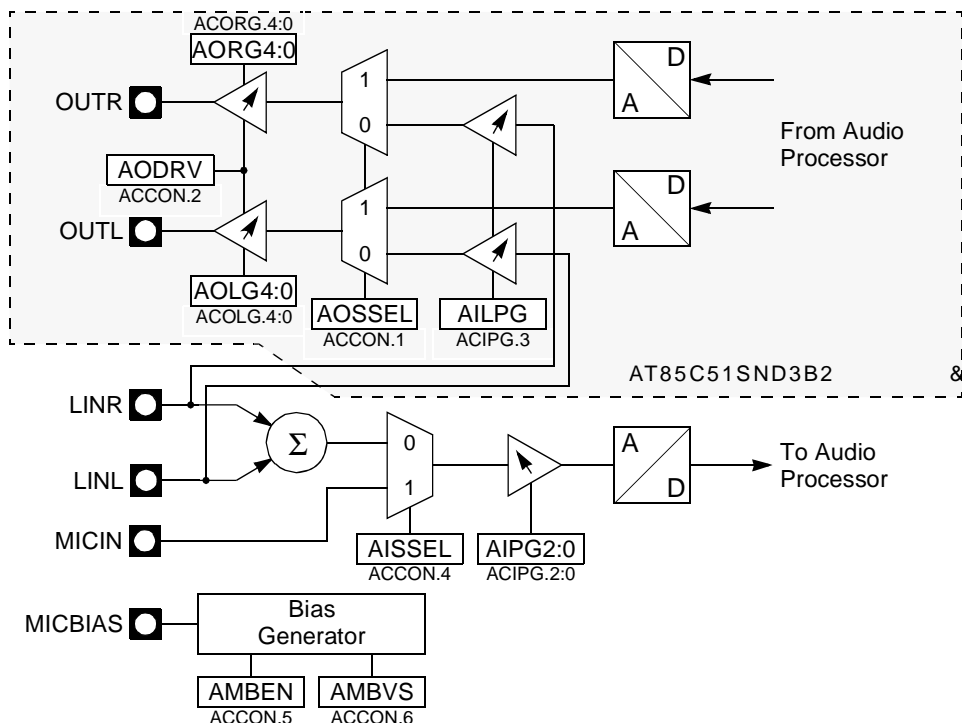 ACORG.4:0
AORG4:0
OUTR
1
0
D
A
From Audio
Processor
AODRV
ACCON.2
OUTL
1
0
D
A
AOLG4:0
ACOLG.4:0
AOSSEL
ACCON.1
AILPG
ACIPG.3
AT85C51SND3B2 &
LINR
LINL
Σ
0
1
A
D
To Audio
Processor
MICIN
AISSEL
ACCON.4
AIPG2:0
ACIPG.2:0
MICBIAS
Bias
Generator
AMBEN
ACCON.5
AMBVS
ACCON.6